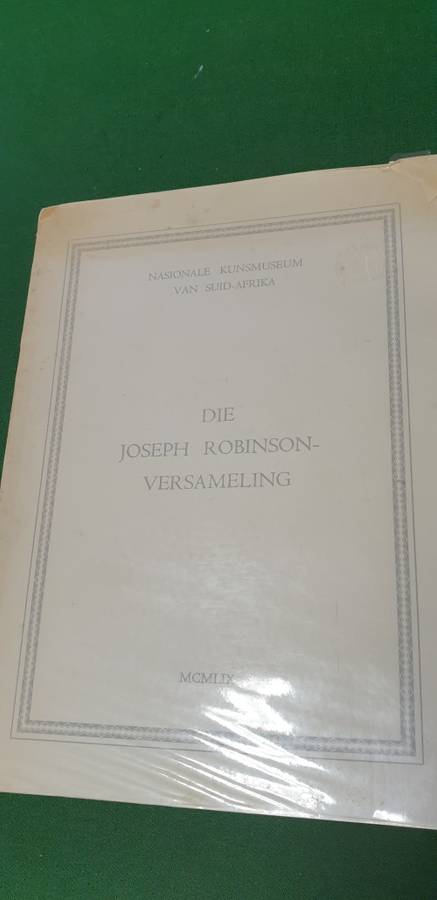 NASIONALE KUNSMUSEUM
VAN SUID-AFRIKA
DIE
JOSEPH ROBINSON-
VERSAMELING
MCMLIX